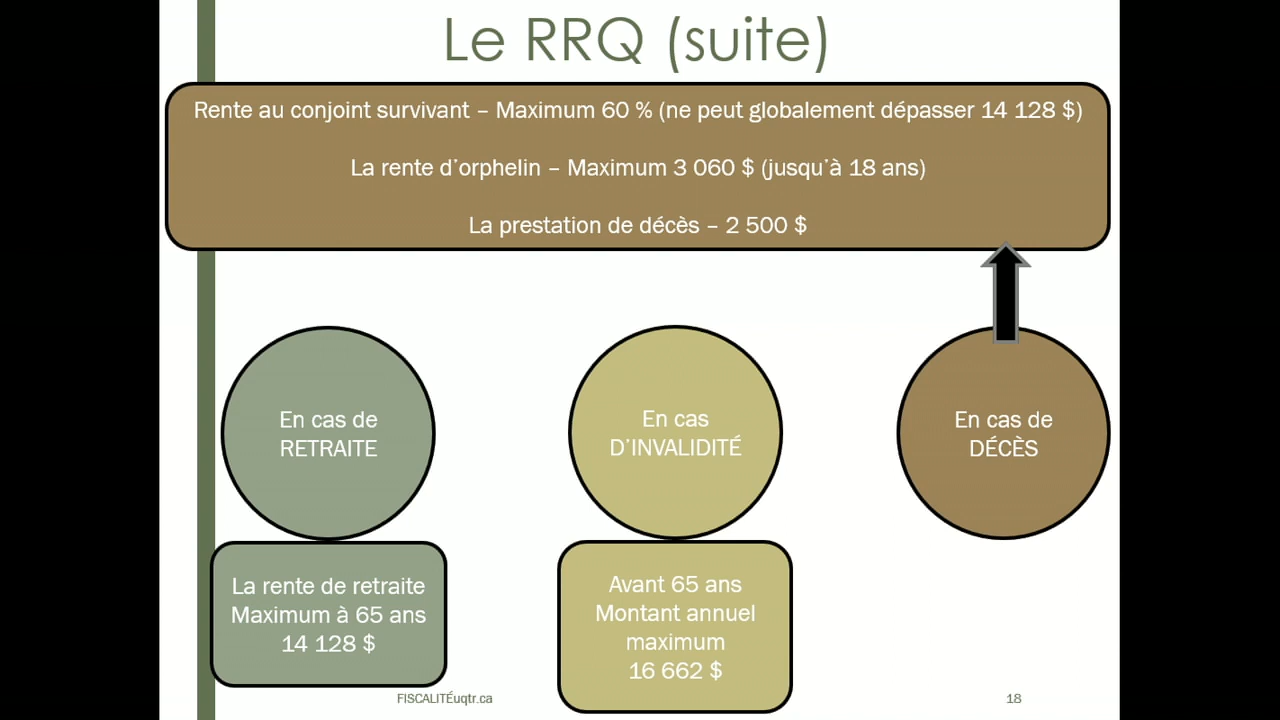 Le RRQ (suite)
Rente au conjoint survivant – Maximum 60 % (ne peut globalement dépasser 14 128 $)
La rente d'orphelin – Maximum 3 060 $ (jusqu'à 18 ans)
La prestation de décès – 2 500 $
En cas de
RETRAITE
En cas
D'INVALIDITÉ
En cas de
DÉCÈS
La rente de retraite
Maximum à 65 ans
14 128 $
Avant 65 ans
Montant annuel
maximum
16 662 $
FISCALITÉuqtr.ca
18